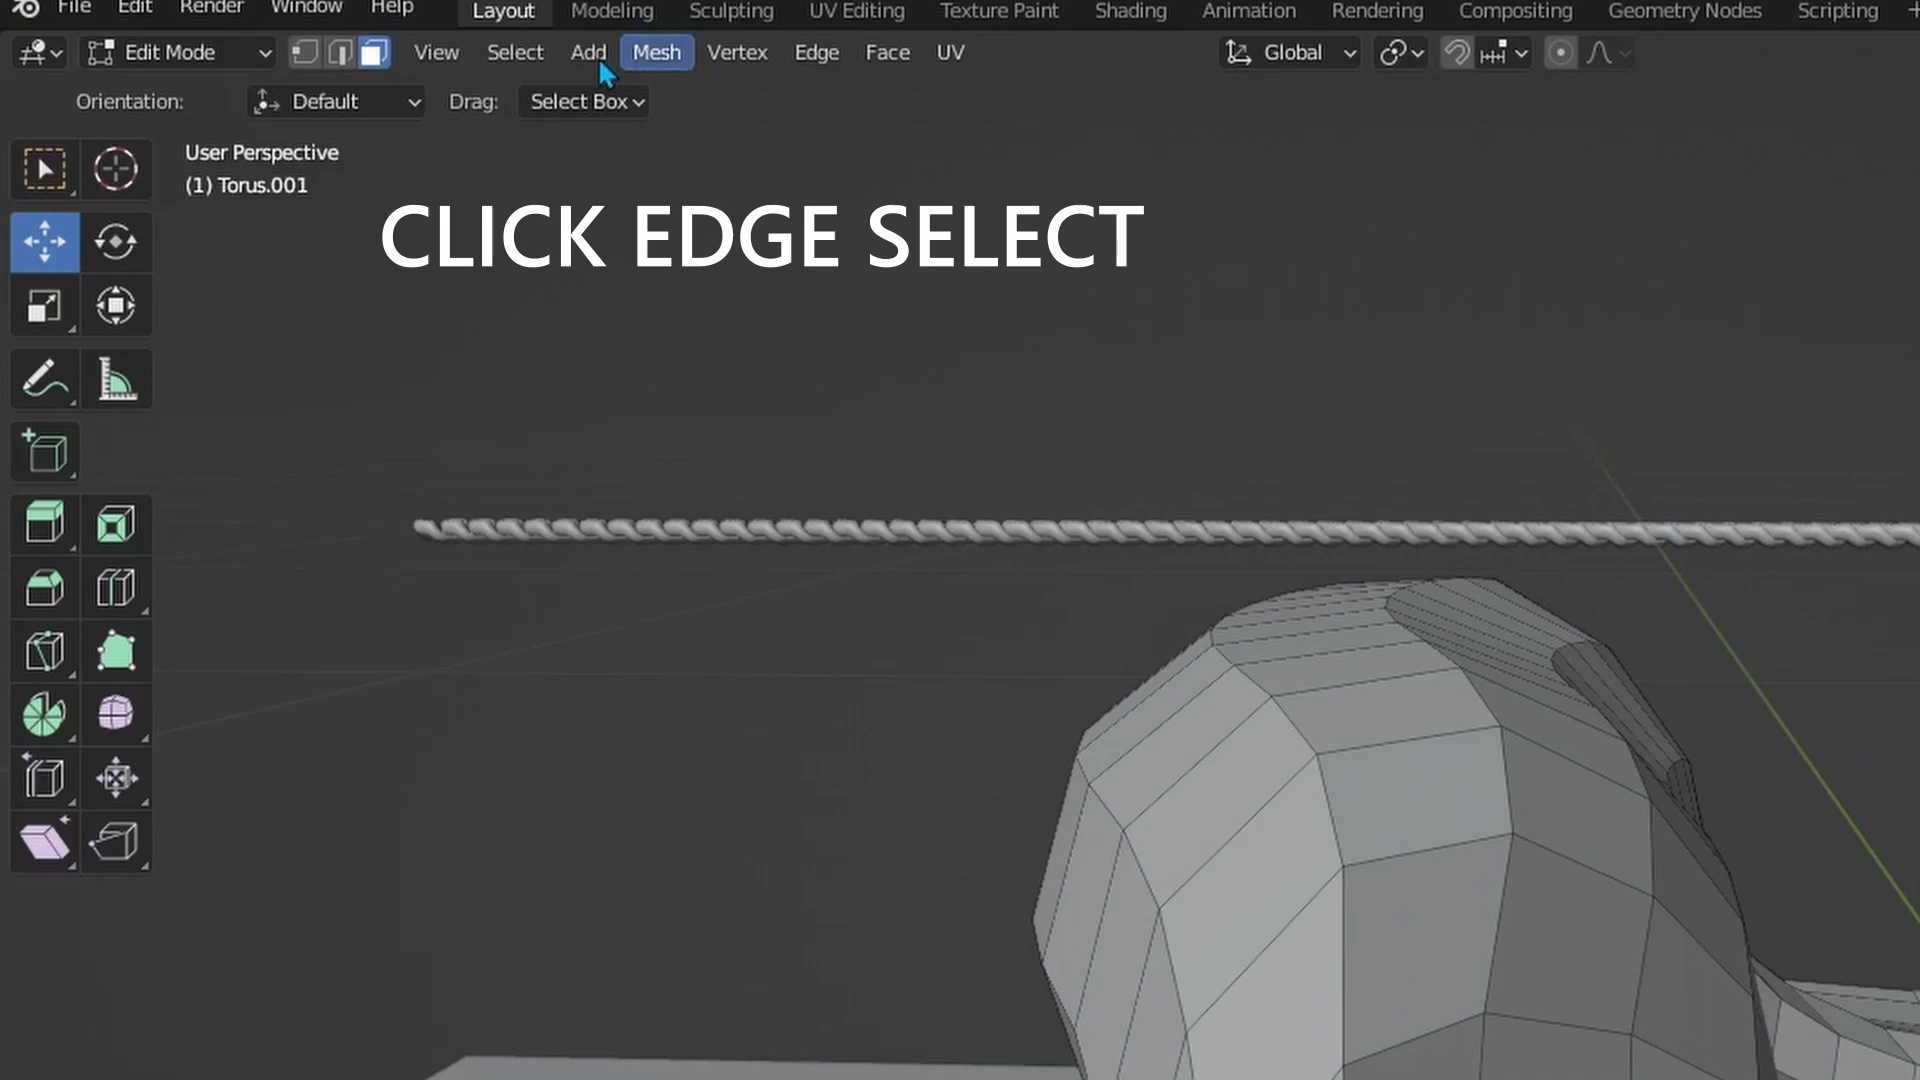 File Edit Render Window Help Layout Modeling Sculpting UV Editing Texture Paint Shading Animation Rendering Compositing Geometry Nodes Scripting
Edit Mode View Select Add Mesh Vertex Edge Face UV Global
Orientation: Default Drag: Select Box
User Perspective
(1) Torus.001
CLICK EDGE SELECT